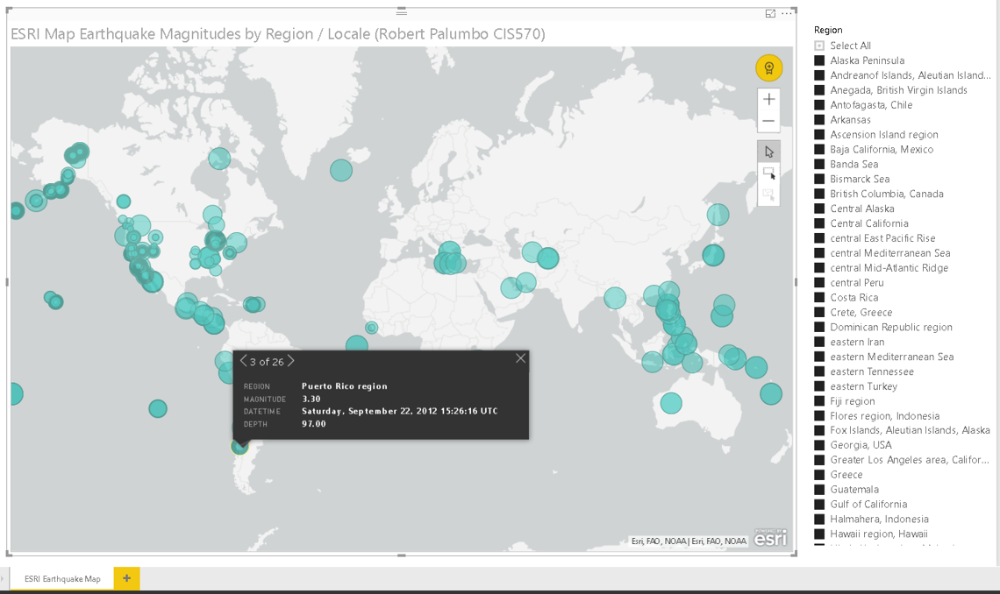 ESRI Map Earthquake Magnitudes by Region / Locale (Robert Palumbo CIS570)
3 of 26
REGION Puerto Rico region
MAGNITUDE 3.30
DATETIME Saturday, September 22, 2012 15:26:16 UTC
DEPTH 97.00
Esri, FAO, NOAA | Esri, FAO, NOAA
POWERED BY
esri
Region
Select All
Alaska Peninsula
Andreanof Islands, Aleutian Island...
Anegada, British Virgin Islands
Antofagasta, Chile
Arkansas
Ascension Island region
Baja California, Mexico
Banda Sea
Bismarck Sea
British Columbia, Canada
Central Alaska
Central California
central East Pacific Rise
central Mediterranean Sea
central Mid-Atlantic Ridge
central Peru
Costa Rica
Crete, Greece
Dominican Republic region
eastern Iran
eastern Mediterranean Sea
eastern Tennessee
eastern Turkey
Fiji region
Flores region, Indonesia
Fox Islands, Aleutian Islands, Alaska
Georgia, USA
Greater Los Angeles area, Califor...
Greece
Guatemala
Gulf of California
Halmahera, Indonesia
Hawaii region, Hawaii
ESRI Earthquake Map